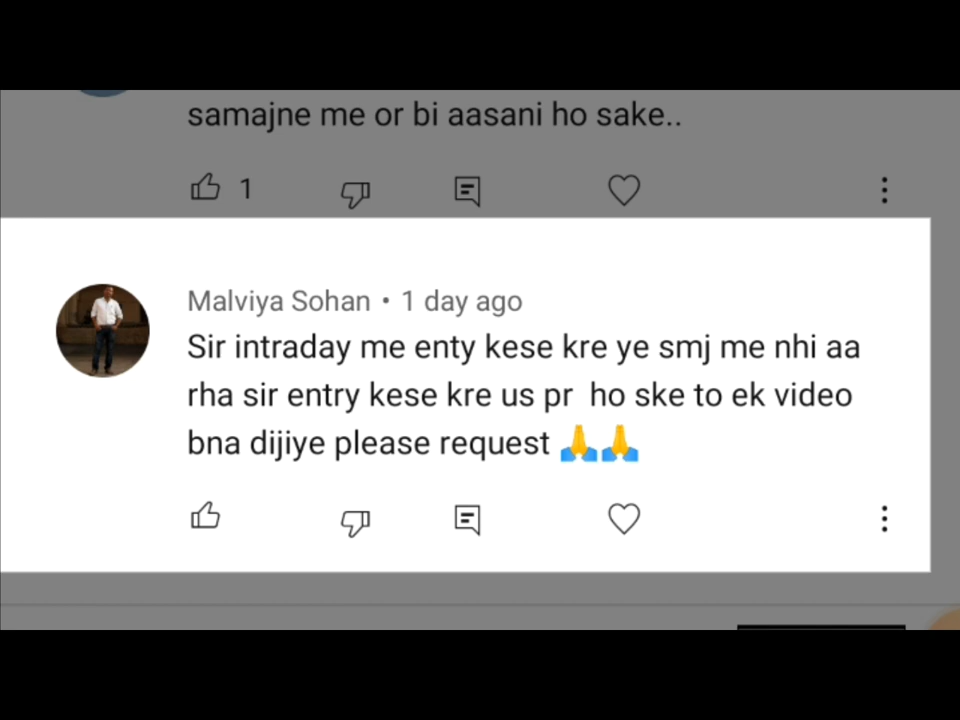 samajne me or bi aasani ho sake..
1
Malviya Sohan • 1 day ago
Sir intraday me enty kese kre ye smj me nhi aa
rha sir entry kese kre us pr ho ske to ek video
bna dijiye please request 🙏🙏